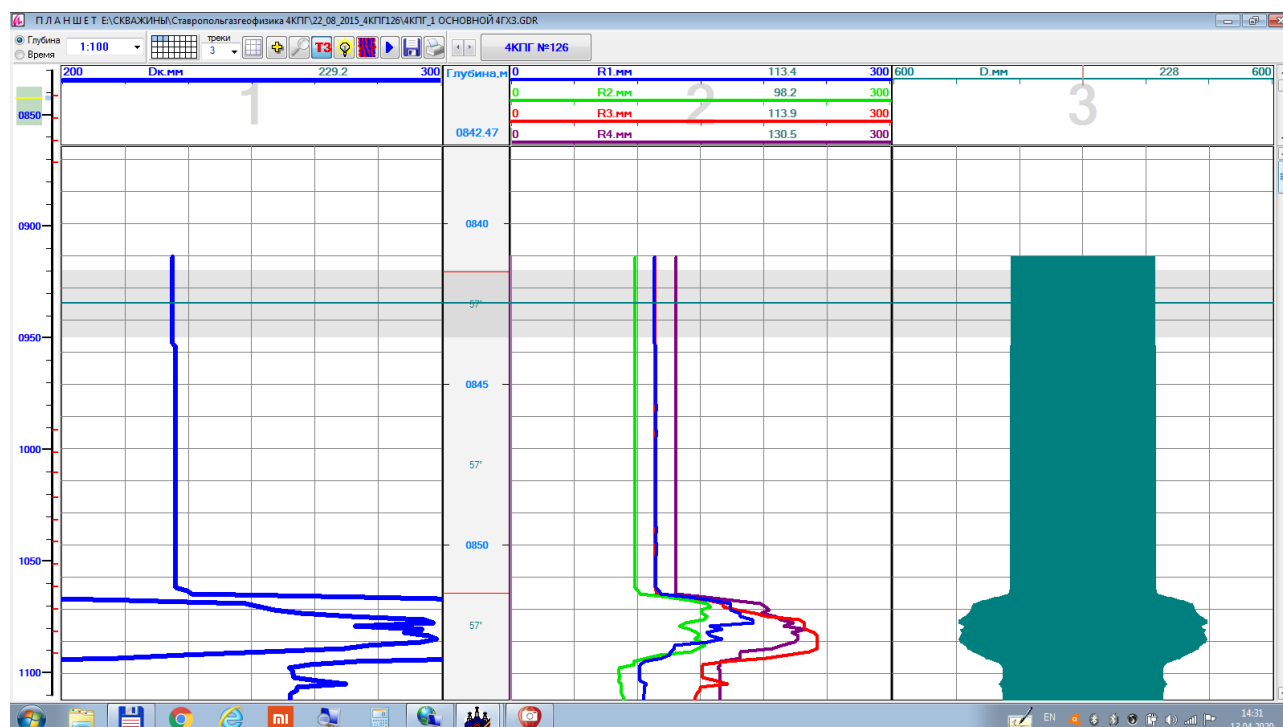 П Л А Н Ш Е Т E:\СКВАЖИНЫ\Ставропольгазгеофизика 4КПГ\22_08_2015_4КПГ126\4КПГ_1 ОСНОВНОЙ 4ГХ3.GDR
Глубина
Время
1:100
треки
3
ТЗ
4КПГ №126
200 Dк.мм 229.2 300
Глубина,м
0842.47
0 R1.мм 113.4 300
0 R2.мм 98.2 300
0 R3.мм 113.9 300
0 R4.мм 130.5 300
600 D.мм 228 600
1
2
3
0850
0900
0950
1000
1050
1100
0840
57°
0845
57°
0850
57°
EN
14:31